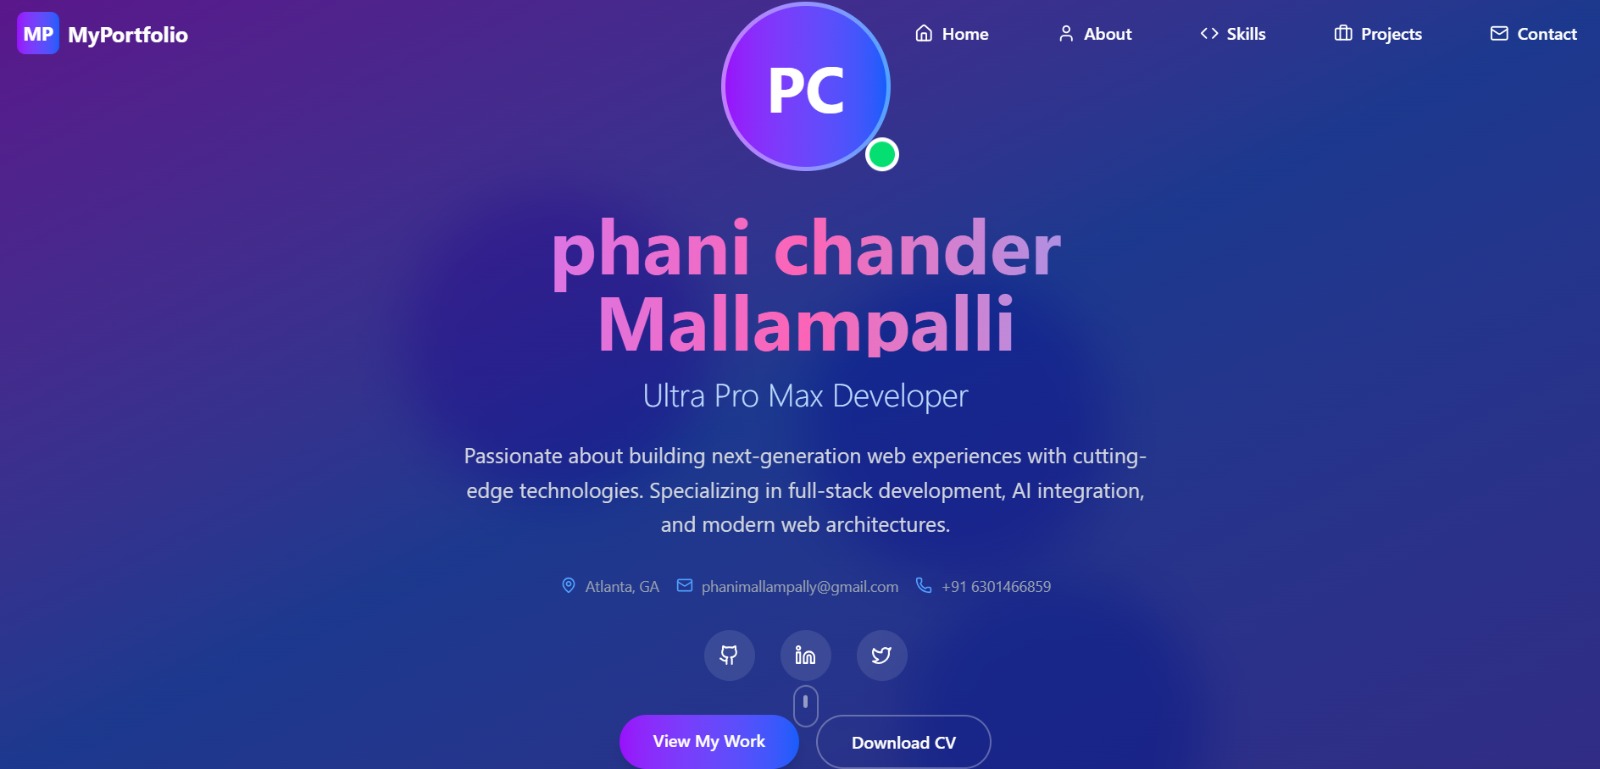 MP MyPortfolio
Home About Skills Projects Contact
PC
phani chander
Mallampalli
Ultra Pro Max Developer
Passionate about building next-generation web experiences with cutting-
edge technologies. Specializing in full-stack development, AI integration,
and modern web architectures.
Atlanta, GA phanimallampally@gmail.com +91 6301466859
in
View My Work Download CV